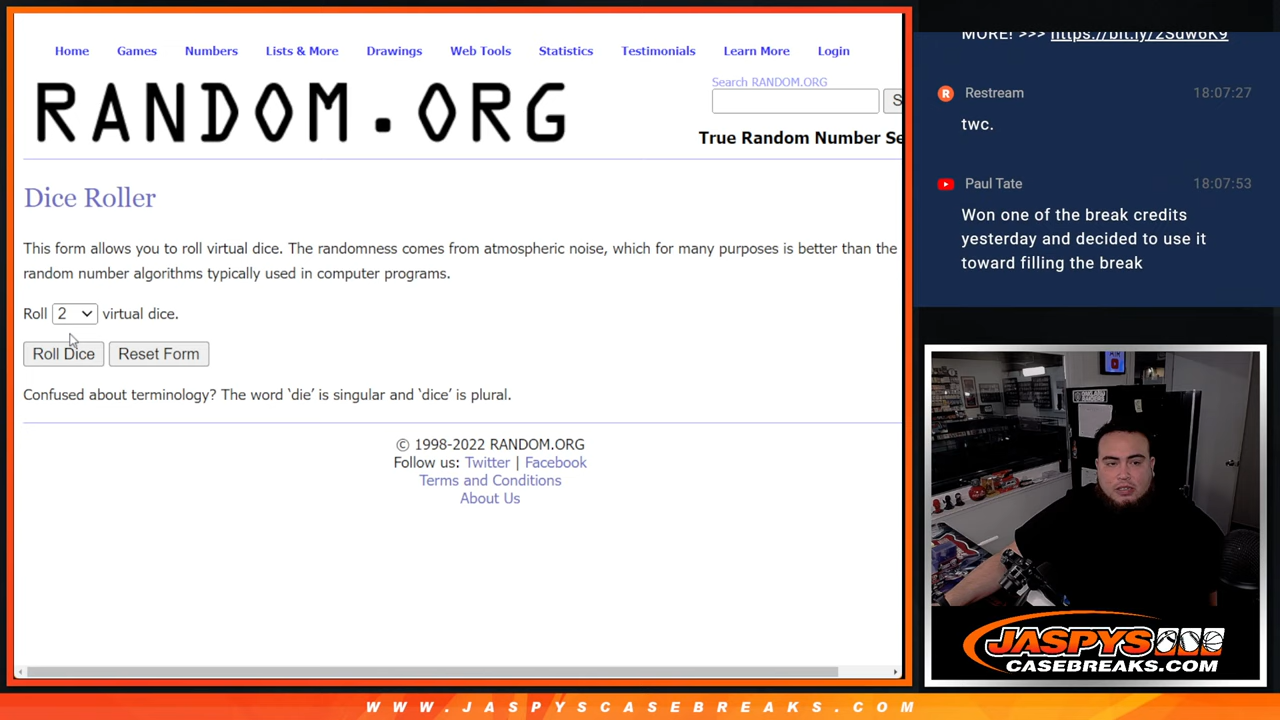 Home Games Numbers Lists & More Drawings Web Tools Statistics Testimonials Learn More Login
RANDOM.ORG
Search RANDOM.ORG
S
True Random Number Se
Dice Roller
This form allows you to roll virtual dice. The randomness comes from atmospheric noise, which for many purposes is better than the
random number algorithms typically used in computer programs.
Roll 2 virtual dice.
Roll Dice Reset Form
Confused about terminology? The word ‘die’ is singular and ‘dice’ is plural.
© 1998-2022 RANDOM.ORG
Follow us: Twitter | Facebook
Terms and Conditions
About Us
MORE! >>> https://bit.ly/2Sdw6K9
Restream 18:07:27
twc.
Paul Tate 18:07:53
Won one of the break credits
yesterday and decided to use it
toward filling the break
JASPYS
CASEBREAKS.COM
WWW.JASPYSCASEBREAKS.COM